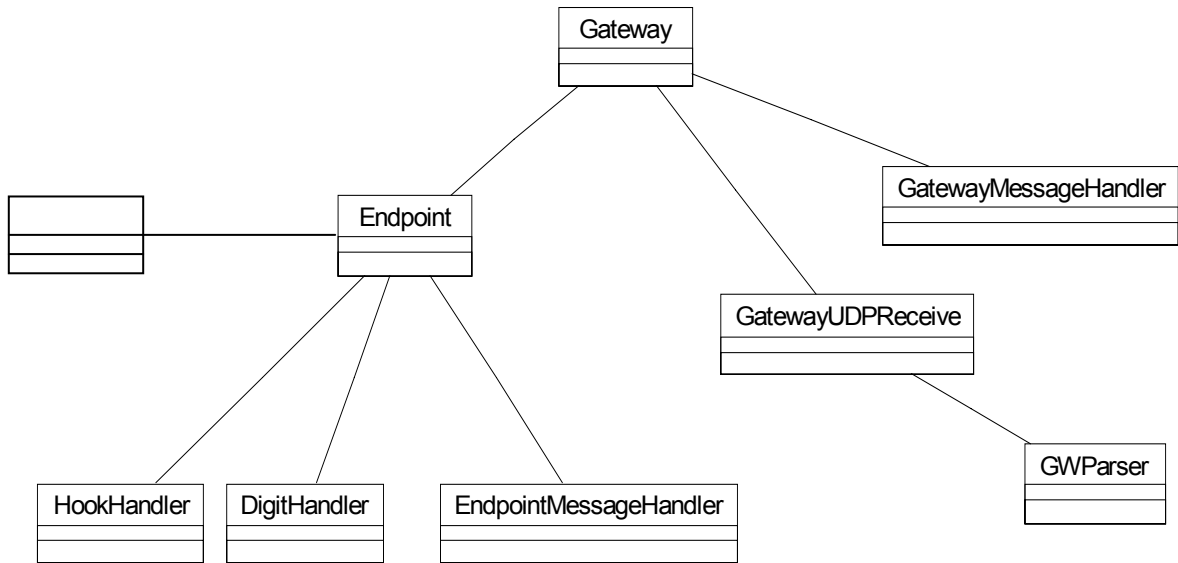 Gateway
GatewayMessageHandler
Endpoint
GatewayUDPReceive
GWParser
HookHandler
DigitHandler
EndpointMessageHandler